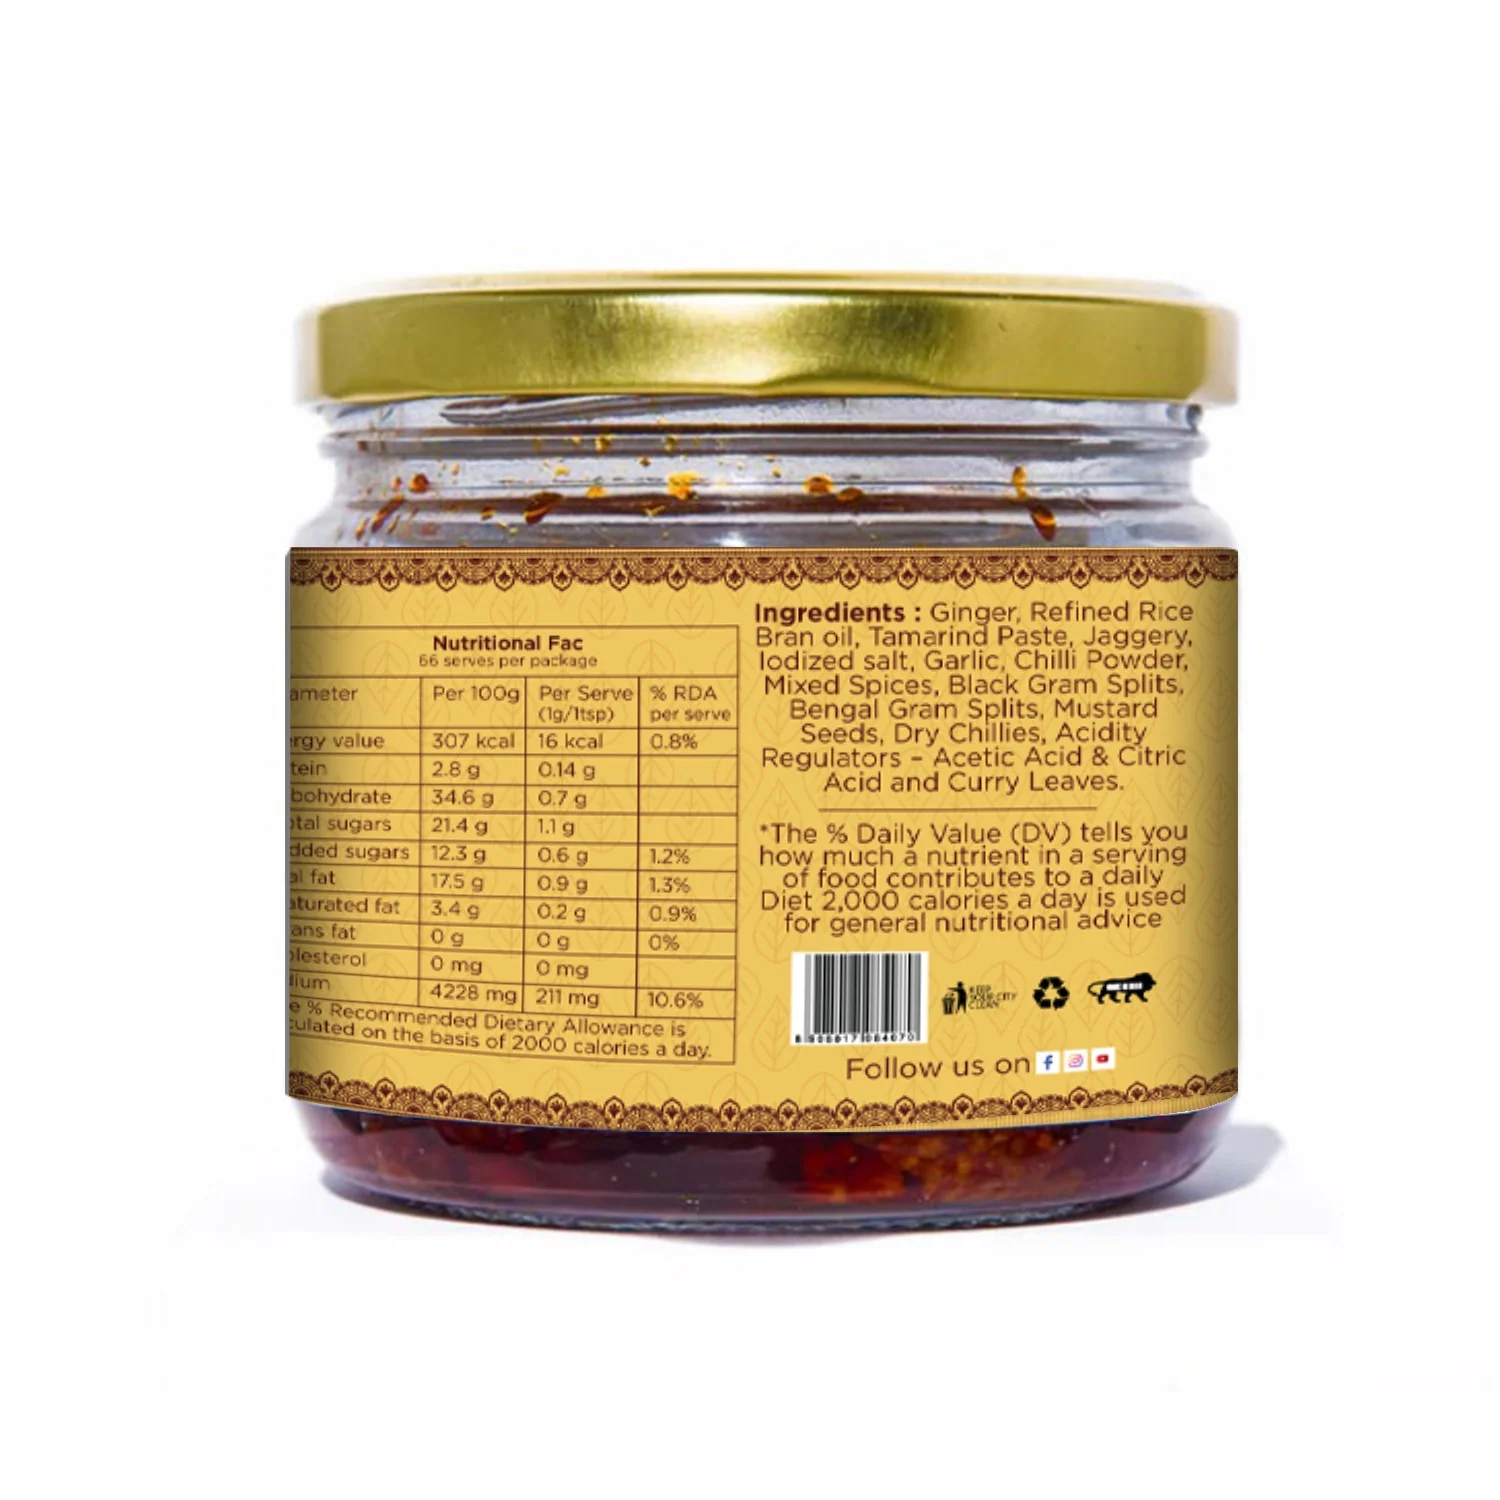 Nutritional Fac
66 serves per package
ameter Per 100g Per Serve (1g/1tsp) % RDA per serve
rgy value 307 kcal 16 kcal 0.8%
tein 2.8 g 0.14 g
bohydrate 34.6 g 0.7 g
tal sugars 21.4 g 1.1 g
dded sugars 12.3 g 0.6 g 1.2%
al fat 17.5 g 0.9 g 1.3%
aturated fat 3.4 g 0.2 g 0.9%
ans fat 0 g 0 g 0%
olesterol 0 mg 0 mg
dium 4228 mg 211 mg 10.6%
e % Recommended Dietary Allowance is
culated on the basis of 2000 calories a day.
Ingredients : Ginger, Refined Rice
Bran oil, Tamarind Paste, Jaggery,
Iodized salt, Garlic, Chilli Powder,
Mixed Spices, Black Gram Splits,
Bengal Gram Splits, Mustard
Seeds, Dry Chillies, Acidity
Regulators – Acetic Acid & Citric
Acid and Curry Leaves.
*The % Daily Value (DV) tells you
how much a nutrient in a serving
of food contributes to a daily
Diet 2,000 calories a day is used
for general nutritional advice
KEEP
YOUR CITY
CLEAN
Follow us on